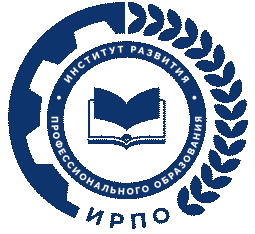 ИНСТИТУТ РАЗВИТИЯ
ПРОФЕССИОНАЛЬНОГО ОБРАЗОВАНИЯ
ИРПО